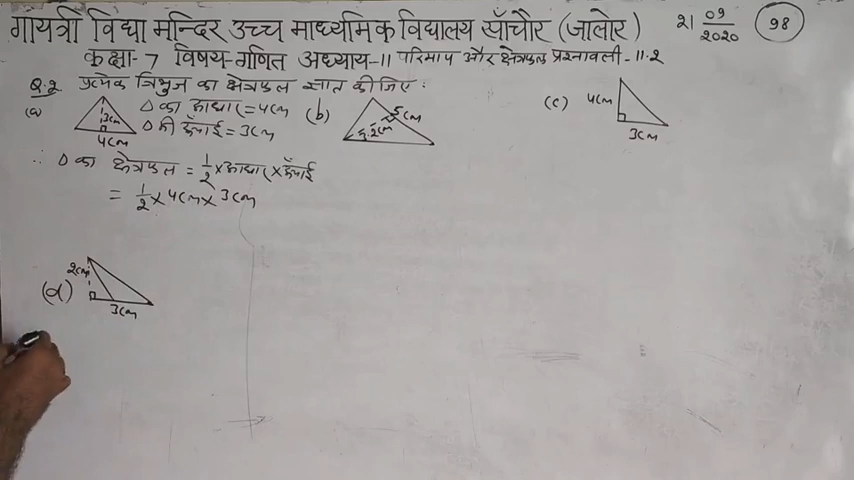 गायत्री विद्या मन्दिर उच्च माध्यमिक विद्यालय साँचौर (जालोर) 21 09/2020 98
कक्षा-7 विषय-गणित अध्याय-11 परिमाप और क्षेत्रफल प्रश्नावली-11.2
Q.2 प्रत्येक त्रिभुज का क्षेत्रफल ज्ञात कीजिए :
(a) 3cm 4cm Δ का आधार = 4cm
Δ की ऊँचाई = 3cm
(b) 5cm 3.2cm
(c) 4cm 3cm
∴ Δ का क्षेत्रफल = 1/2 × आधार × ऊँचाई
= 1/2 × 4cm × 3cm
(d) 2cm 3cm